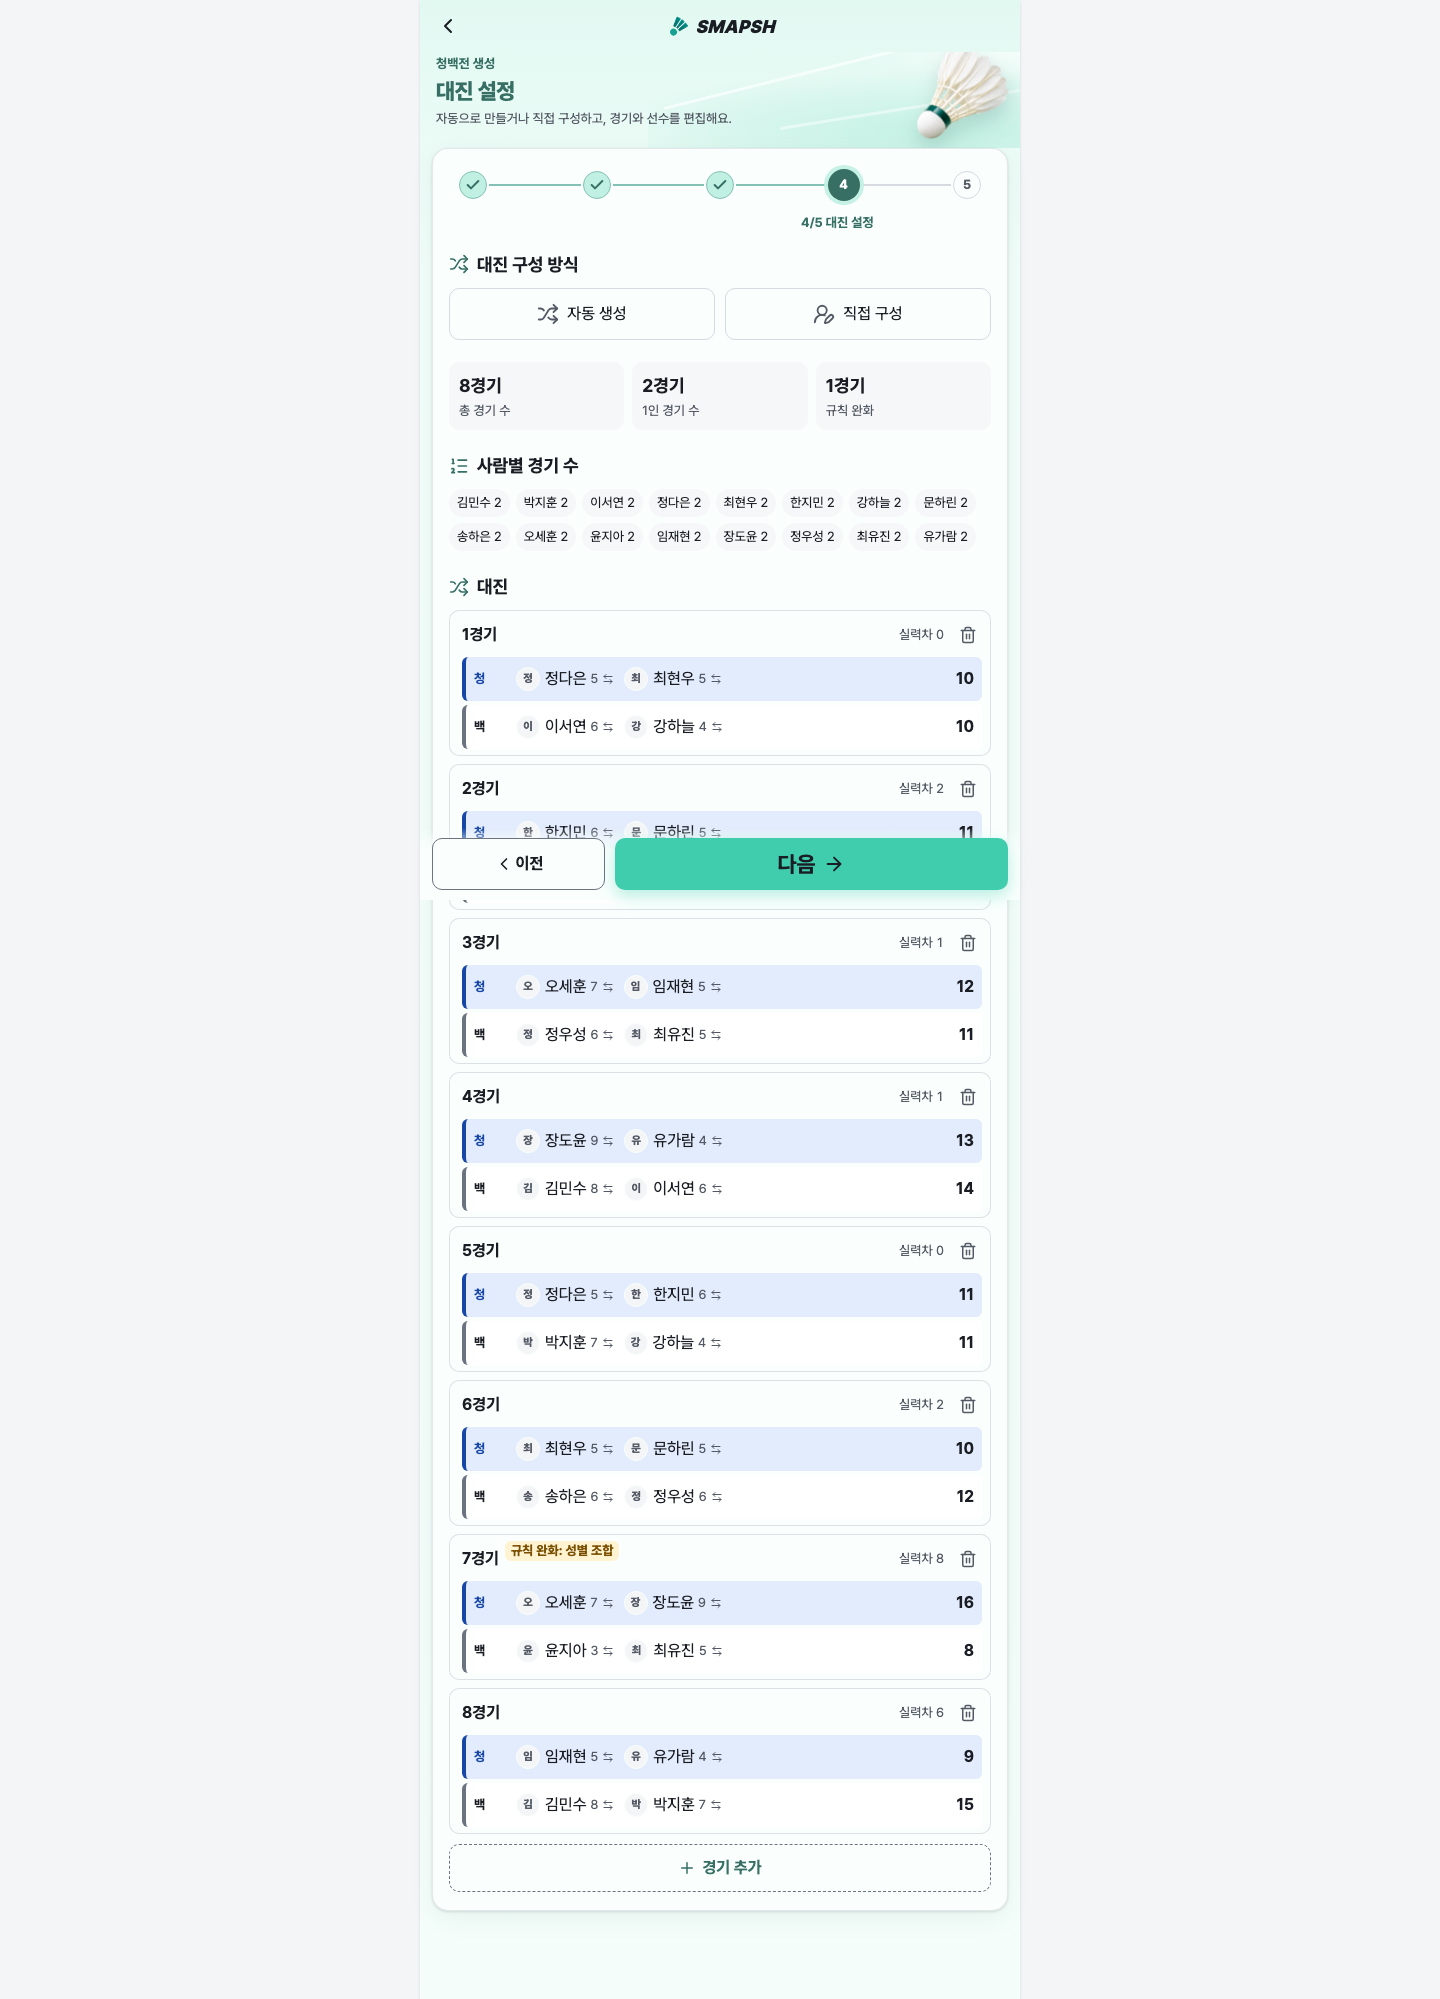 SMAPSH
청백전 생성
대진 설정
자동으로 만들거나 직접 구성하고, 경기와 선수를 편집해요.
4 5
4/5 대진 설정
대진 구성 방식
자동 생성 직접 구성
8경기 2경기 1경기
총 경기 수 1인 경기 수 규칙 완화
사람별 경기 수
김민수 2 박지훈 2 이서연 2 정다은 2 최현우 2 한지민 2 강하늘 2 문하린 2
송하은 2 오세훈 2 윤지아 2 임재현 2 장도윤 2 정우성 2 최유진 2 유가람 2
대진
1경기 실력차 0
청 정 정다은 5 ⇆ 최 최현우 5 ⇆ 10
백 이 이서연 6 ⇆ 강 강하늘 4 ⇆ 10
2경기 실력차 2
청 한 한지민 6 ⇆ 문 문하린 5 ⇆ 11
이전 다음 →
3경기 실력차 1
청 오 오세훈 7 ⇆ 임 임재현 5 ⇆ 12
백 정 정우성 6 ⇆ 최 최유진 5 ⇆ 11
4경기 실력차 1
청 장 장도윤 9 ⇆ 유 유가람 4 ⇆ 13
백 김 김민수 8 ⇆ 이 이서연 6 ⇆ 14
5경기 실력차 0
청 정 정다은 5 ⇆ 한 한지민 6 ⇆ 11
백 박 박지훈 7 ⇆ 강 강하늘 4 ⇆ 11
6경기 실력차 2
청 최 최현우 5 ⇆ 문 문하린 5 ⇆ 10
백 송 송하은 6 ⇆ 정 정우성 6 ⇆ 12
7경기 규칙 완화: 성별 조합 실력차 8
청 오 오세훈 7 ⇆ 장 장도윤 9 ⇆ 16
백 윤 윤지아 3 ⇆ 최 최유진 5 ⇆ 8
8경기 실력차 6
청 임 임재현 5 ⇆ 유 유가람 4 ⇆ 9
백 김 김민수 8 ⇆ 박 박지훈 7 ⇆ 15
+ 경기 추가